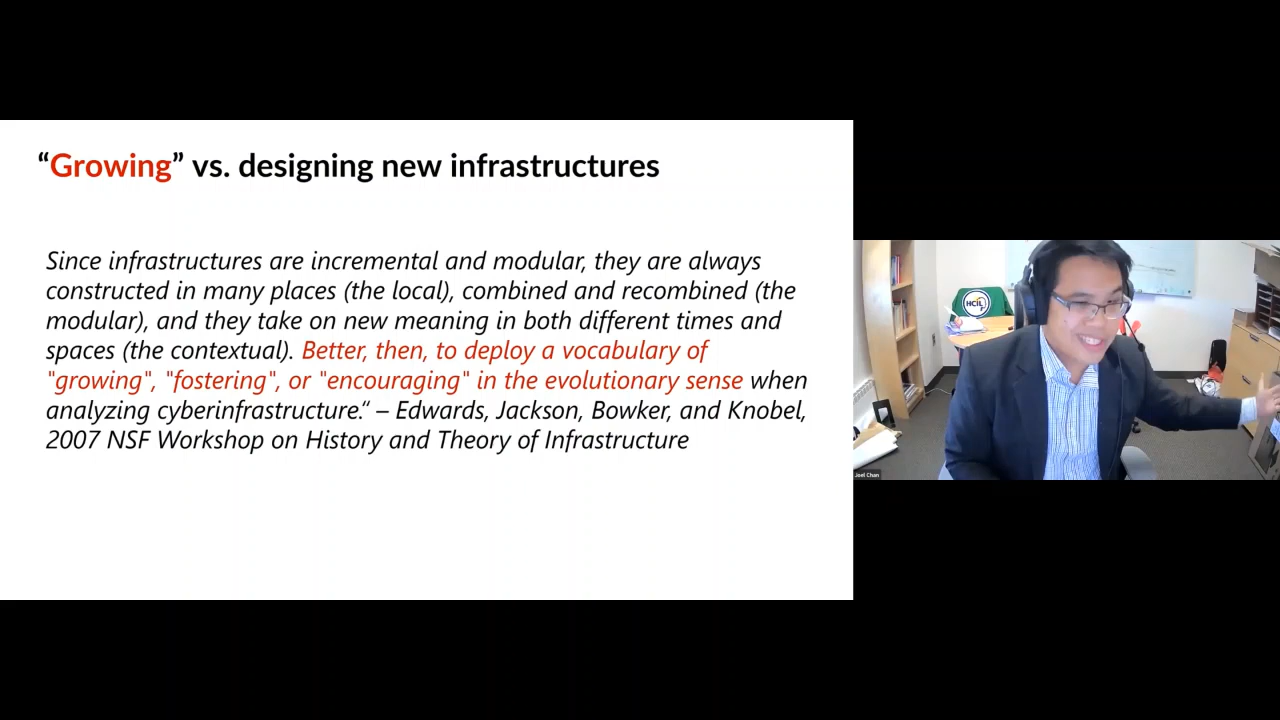 “Growing” vs. designing new infrastructures
Since infrastructures are incremental and modular, they are always
constructed in many places (the local), combined and recombined (the
modular), and they take on new meaning in both different times and
spaces (the contextual). Better, then, to deploy a vocabulary of
"growing", "fostering", or "encouraging" in the evolutionary sense when
analyzing cyberinfrastructure.“ – Edwards, Jackson, Bowker, and Knobel,
2007 NSF Workshop on History and Theory of Infrastructure
HCIL
Joel Chan